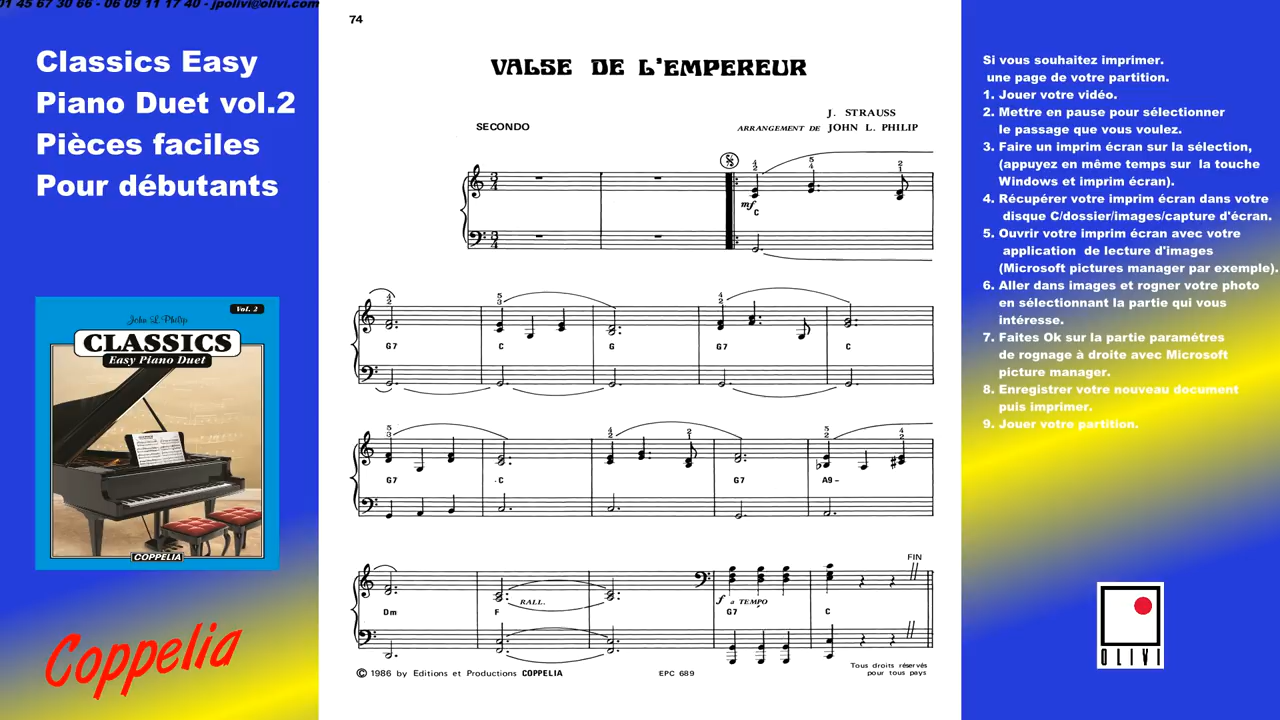 01 45 67 30 66 - 06 09 11 17 40 - jpolivi@olivi.com
Classics Easy
Piano Duet vol.2
Pièces faciles
Pour débutants
Vol. 2
John L. Philip
CLASSICS
Easy Piano Duet
COPPELIA
Coppelia
74
VALSE DE L'EMPEREUR
J. STRAUSS
SECONDO
ARRANGEMENT DE JOHN L. PHILIP
mf
C
G7 C G G7 C
G7 C G7 A9-
FIN
RALL.
f a TEMPO
Dm F G7 C
© 1986 by Editions et Productions COPPELIA
EPC 689
Tous droits réservés
pour tous pays
Si vous souhaitez imprimer.
une page de votre partition.
1. Jouer votre vidéo.
2. Mettre en pause pour sélectionner
le passage que vous voulez.
3. Faire un imprim écran sur la sélection,
(appuyez en même temps sur la touche
Windows et imprim écran).
4. Récupérer votre imprim écran dans votre
disque C/dossier/images/capture d'écran.
5. Ouvrir votre imprim écran avec votre
application de lecture d'images
(Microsoft pictures manager par exemple).
6. Aller dans images et rogner votre photo
en sélectionnant la partie qui vous
intéresse.
7. Faites Ok sur la partie paramétres
de rognage à droite avec Microsoft
picture manager.
8. Enregistrer votre nouveau document
puis imprimer.
9. Jouer votre partition.
OLIVI